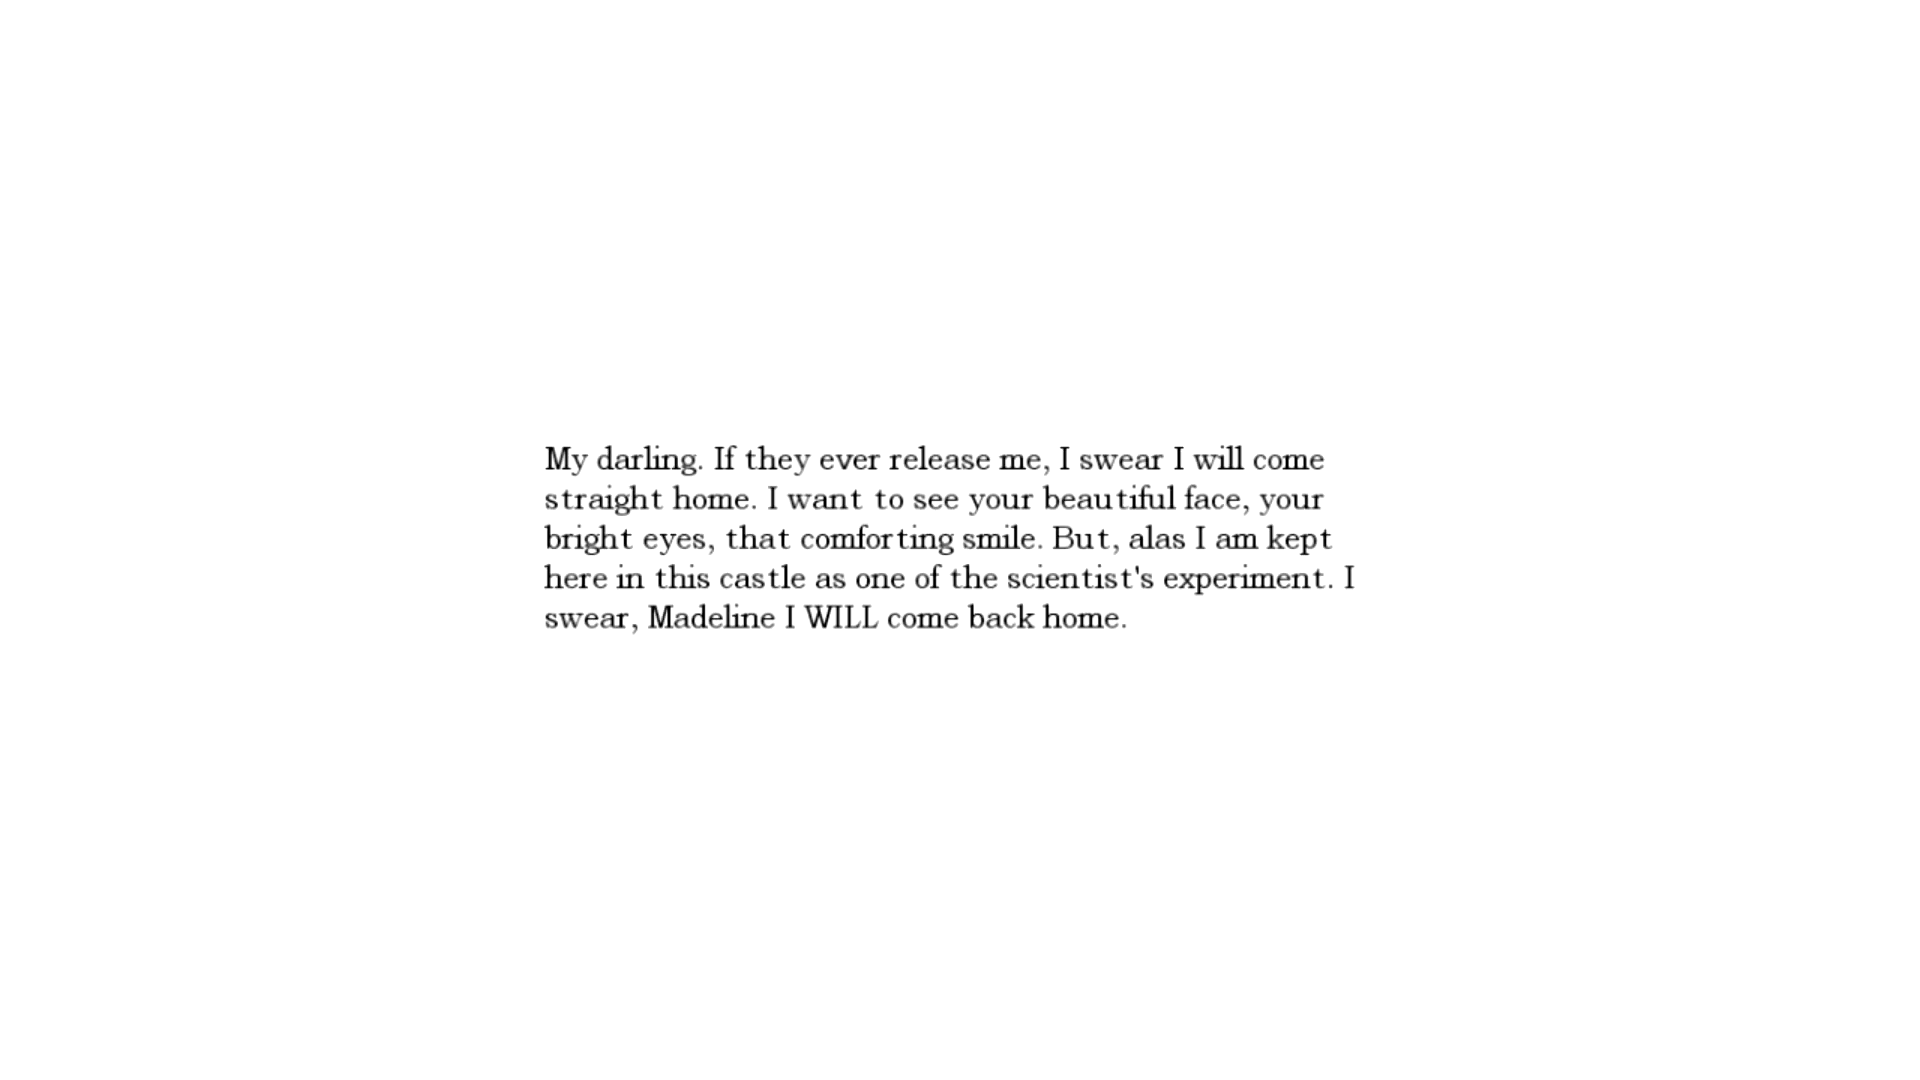 My darling. If they ever release me, I swear I will come
straight home. I want to see your beautiful face, your
bright eyes, that comforting smile. But, alas I am kept
here in this castle as one of the scientist's experiment. I
swear, Madeline I WILL come back home.